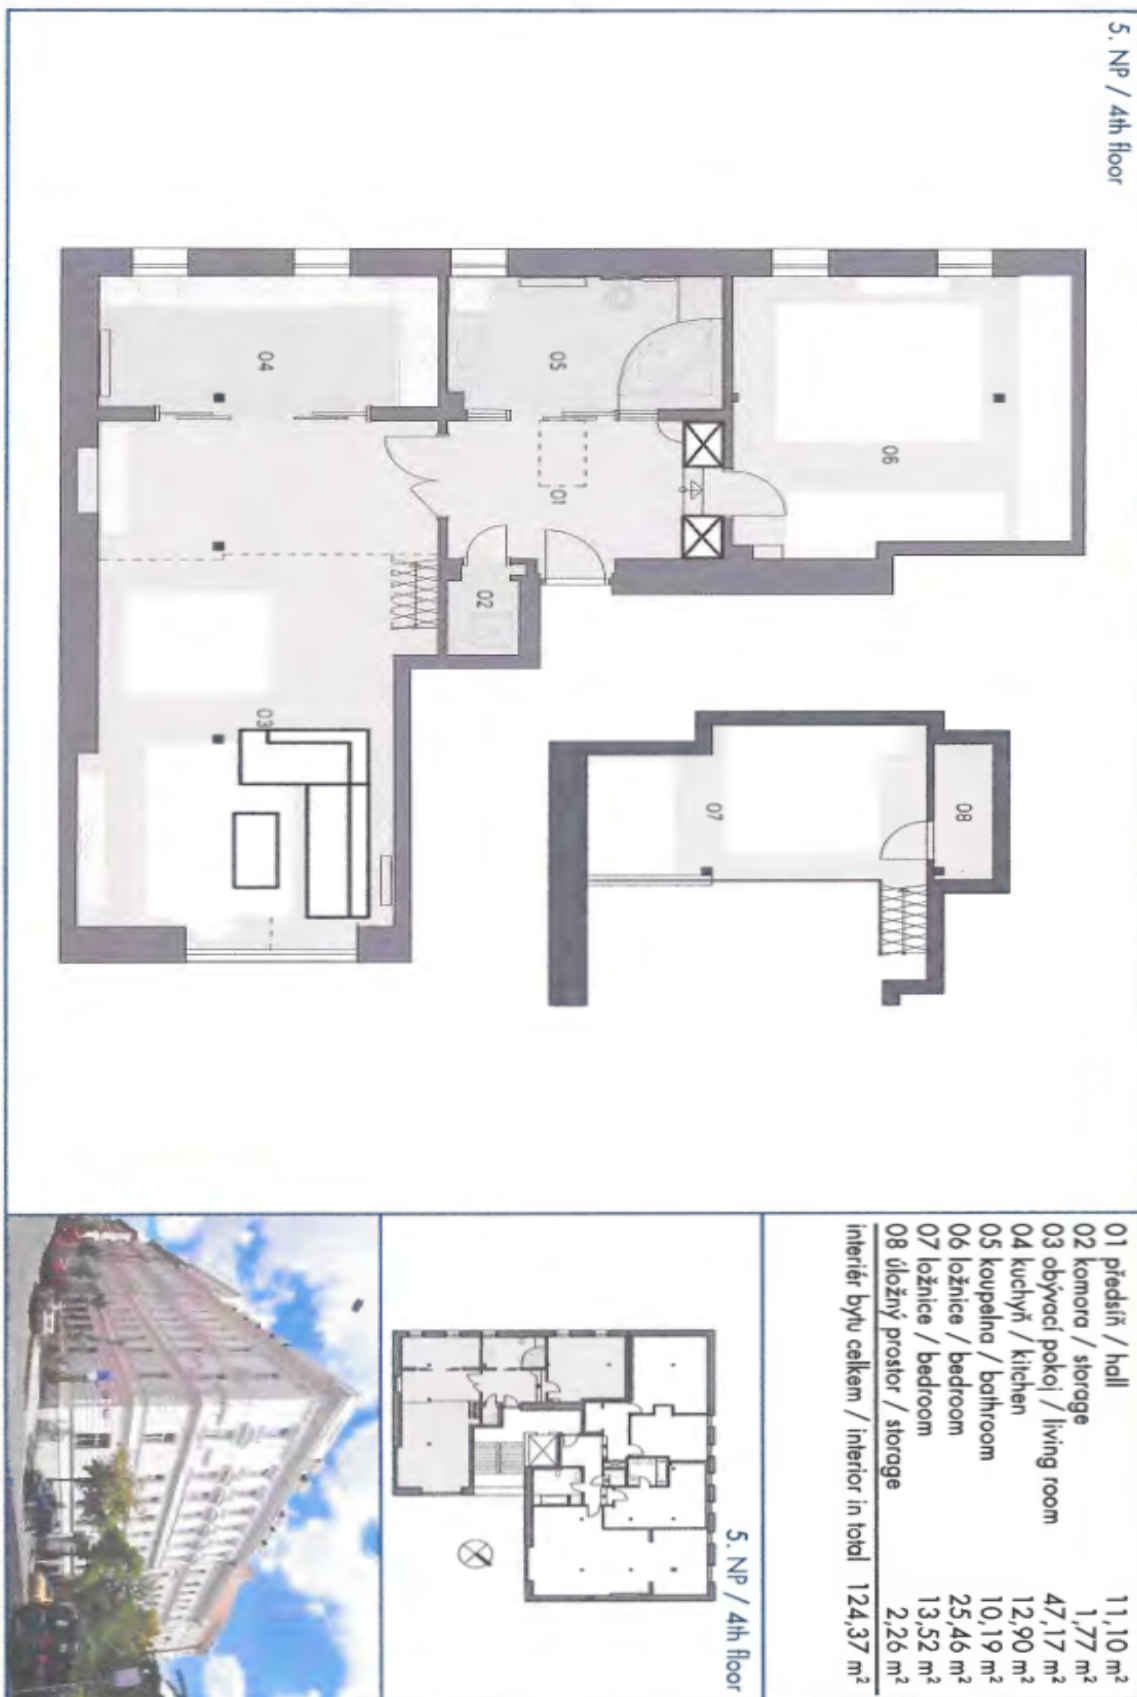 5. NP / 4th floor
04
05
06
01
02
03
07
08
01 předsíň / hall 11,10 m²
02 komora / storage 1,77 m²
03 obývací pokoj / living room 47,17 m²
04 kuchyň / kitchen 12,90 m²
05 koupelna / bathroom 10,19 m²
06 ložnice / bedroom 25,46 m²
07 ložnice / bedroom 13,52 m²
08 úložný prostor / storage 2,26 m²
interiér bytu celkem / interior in total 124,37 m²
5. NP / 4th floor